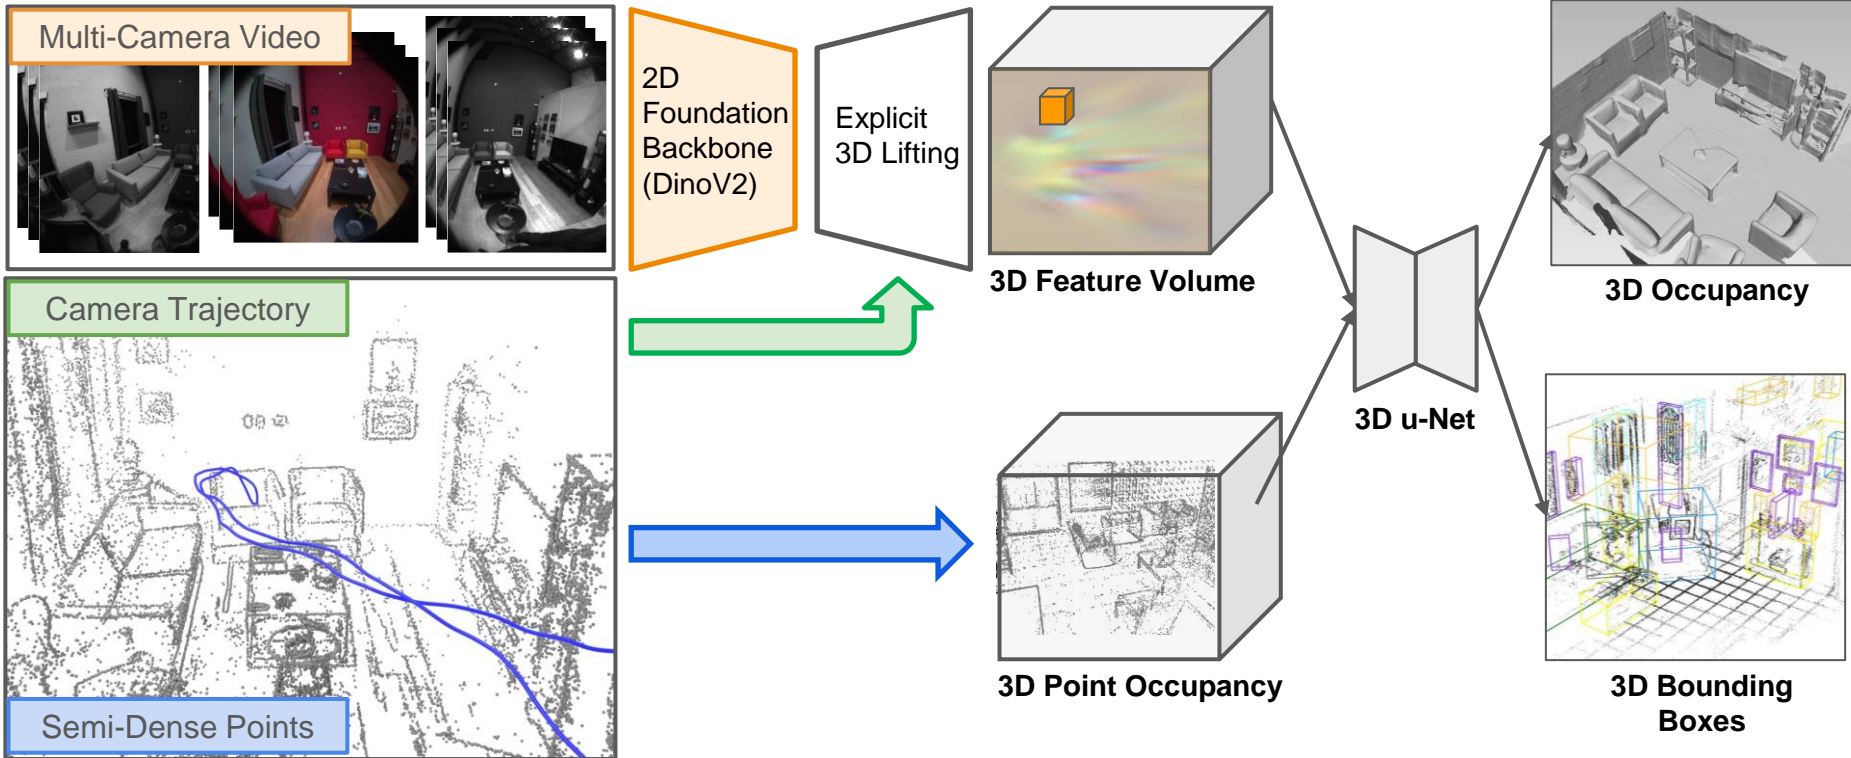 Multi-Camera Video
2D
Foundation
Backbone
(DinoV2)
Explicit
3D Lifting
3D Feature Volume
3D Occupancy
Camera Trajectory
3D u-Net
Semi-Dense Points
3D Point Occupancy
3D Bounding
Boxes